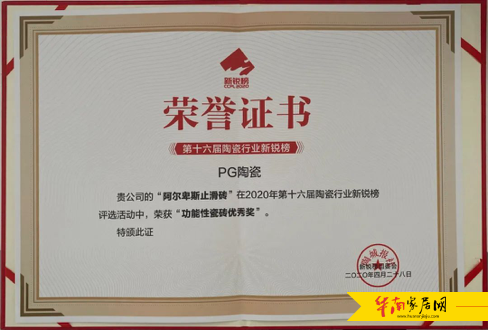 新锐榜
CCPL 2020
荣誉证书
第十六届陶瓷行业新锐榜
PG陶瓷
贵公司的“阿尔卑斯止滑砖”在2020年第十六届陶瓷行业新锐榜
评选活动中，荣获“功能性瓷砖优秀奖”。
特颁此证
二〇二〇年四月二十八日
华南家居网